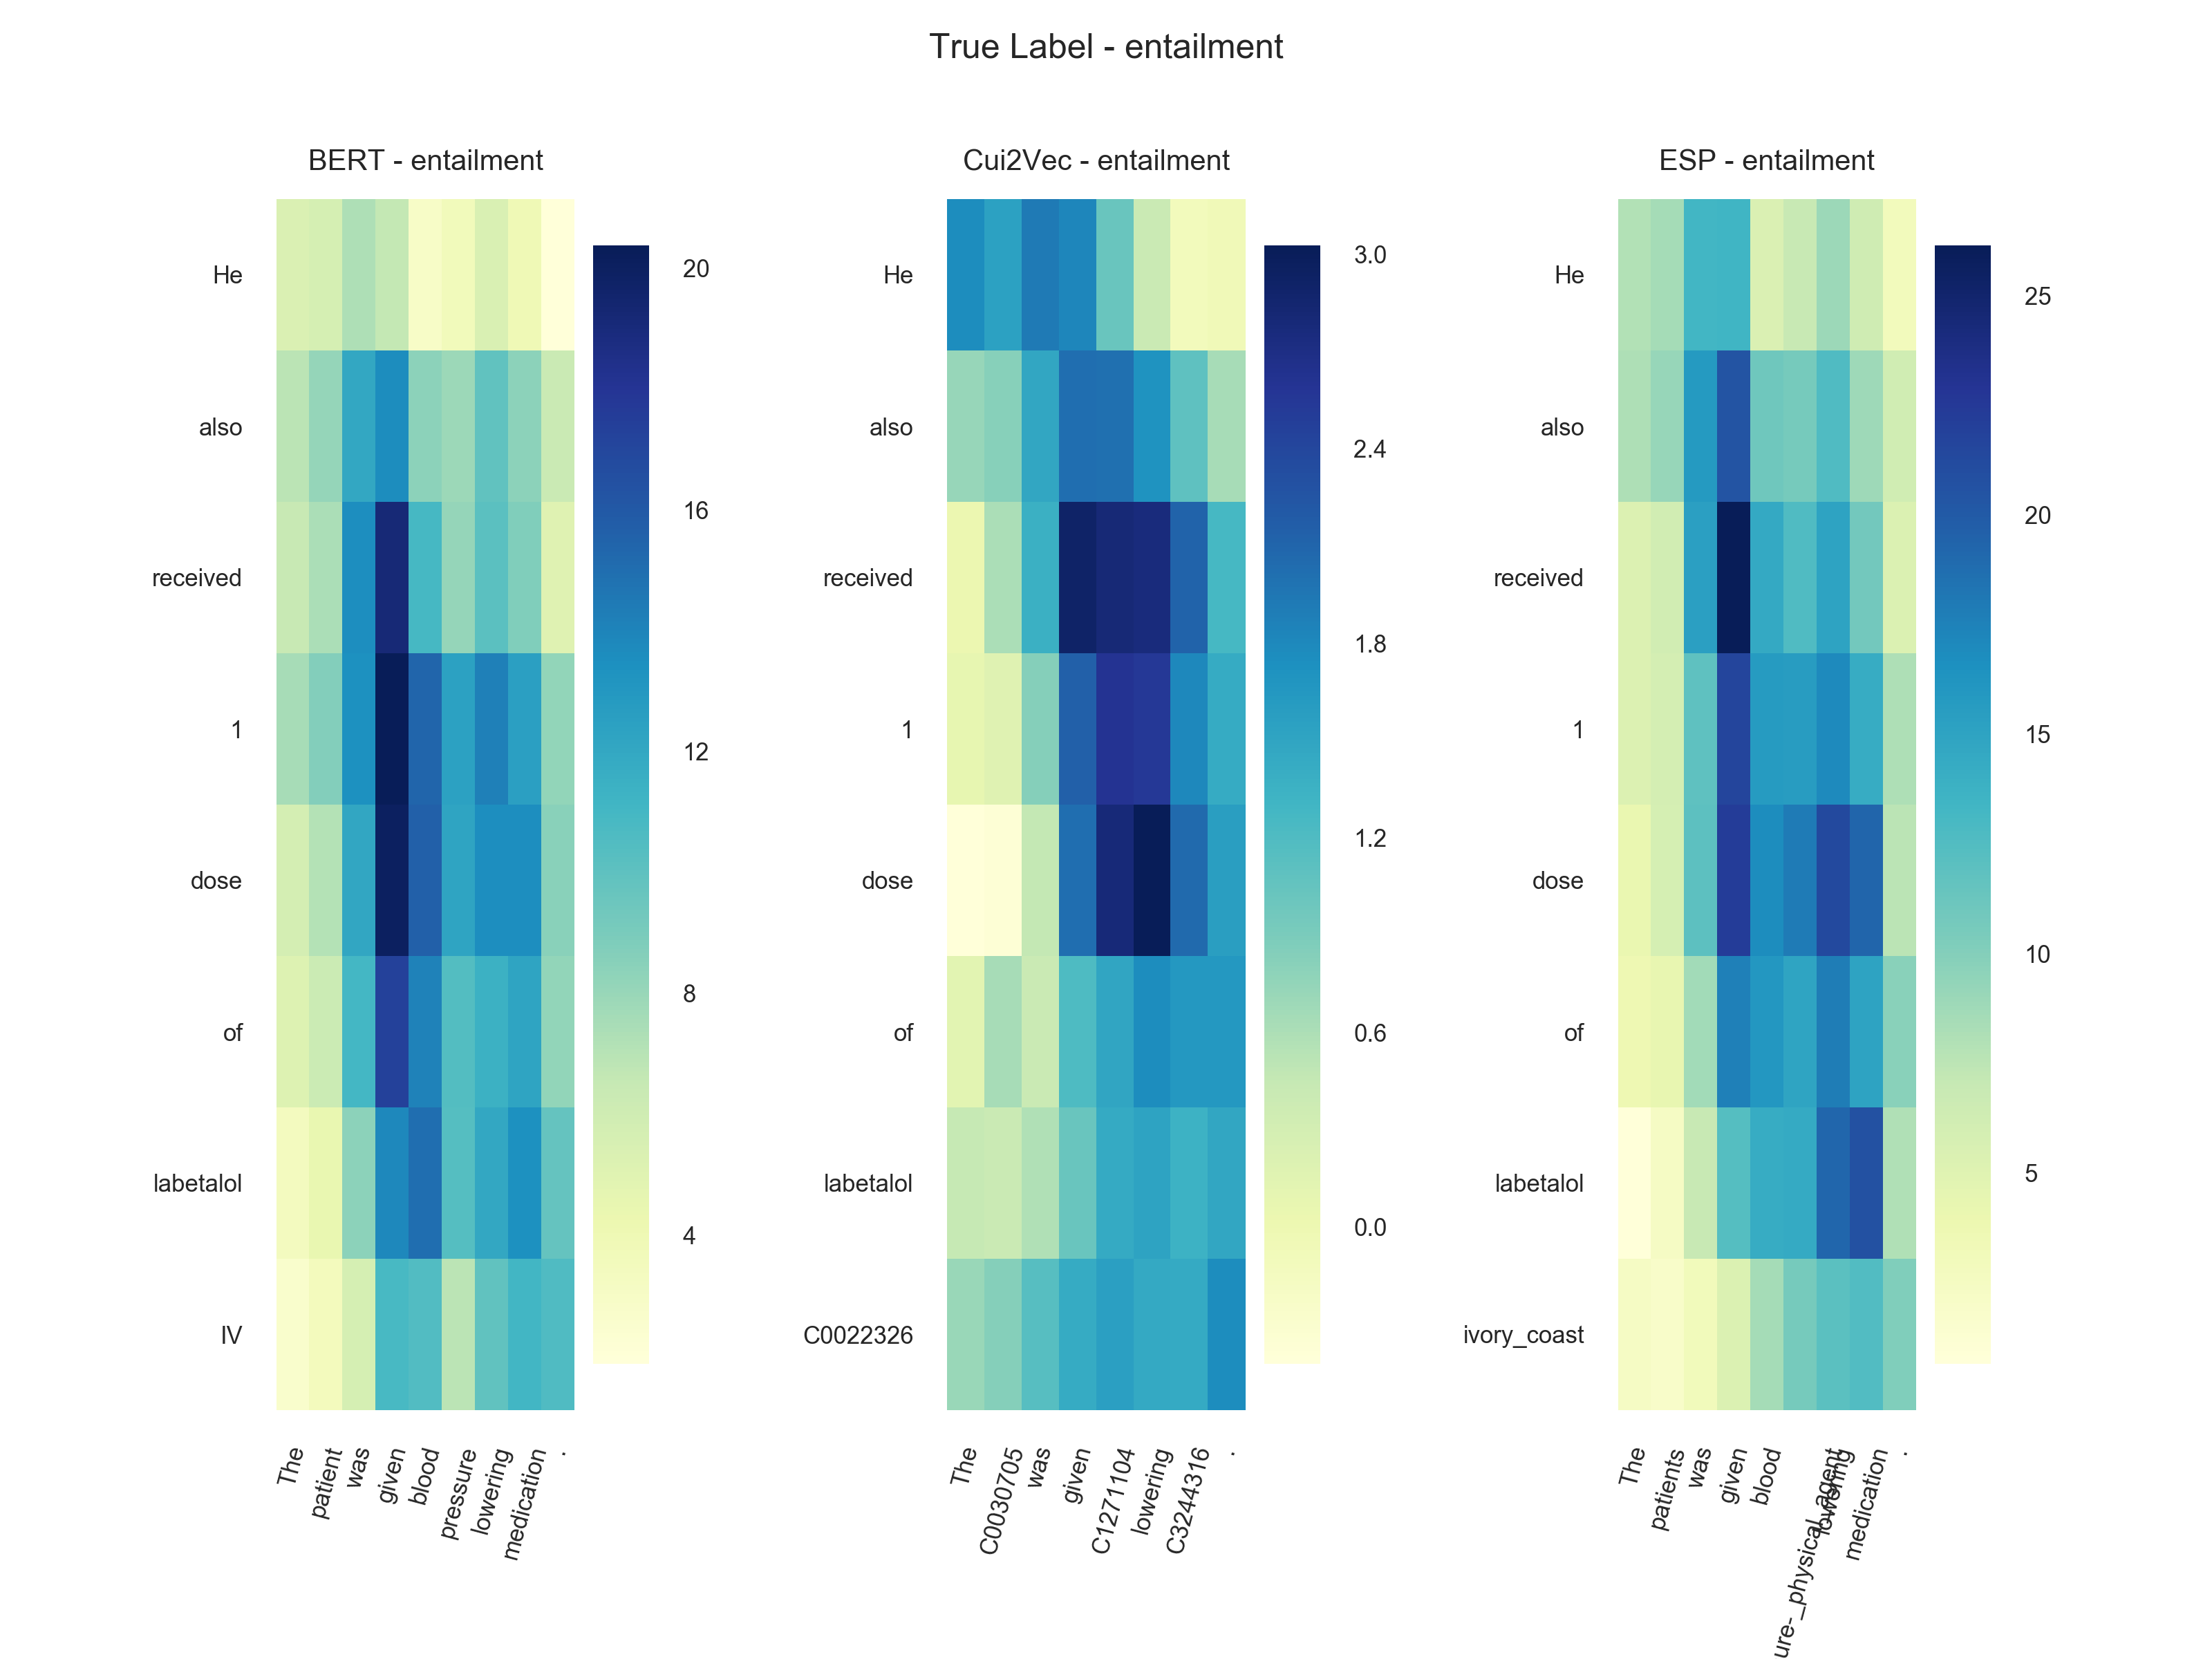 True Label - entailment
BERT - entailment
He
also
received
1
dose
of
labetalol
IV
The
patient
was
given
blood
pressure
lowering
medication
.
20
16
12
8
4
Cui2Vec - entailment
He
also
received
1
dose
of
labetalol
C0022326
The
C0030705
was
given
C1271104
lowering
C3244316
.
3.0
2.4
1.8
1.2
0.6
0.0
ESP - entailment
He
also
received
1
dose
of
labetalol
ivory_coast
The
patients
was
given
blood
ure-_physical_agent
lowering
medication
.
25
20
15
10
5